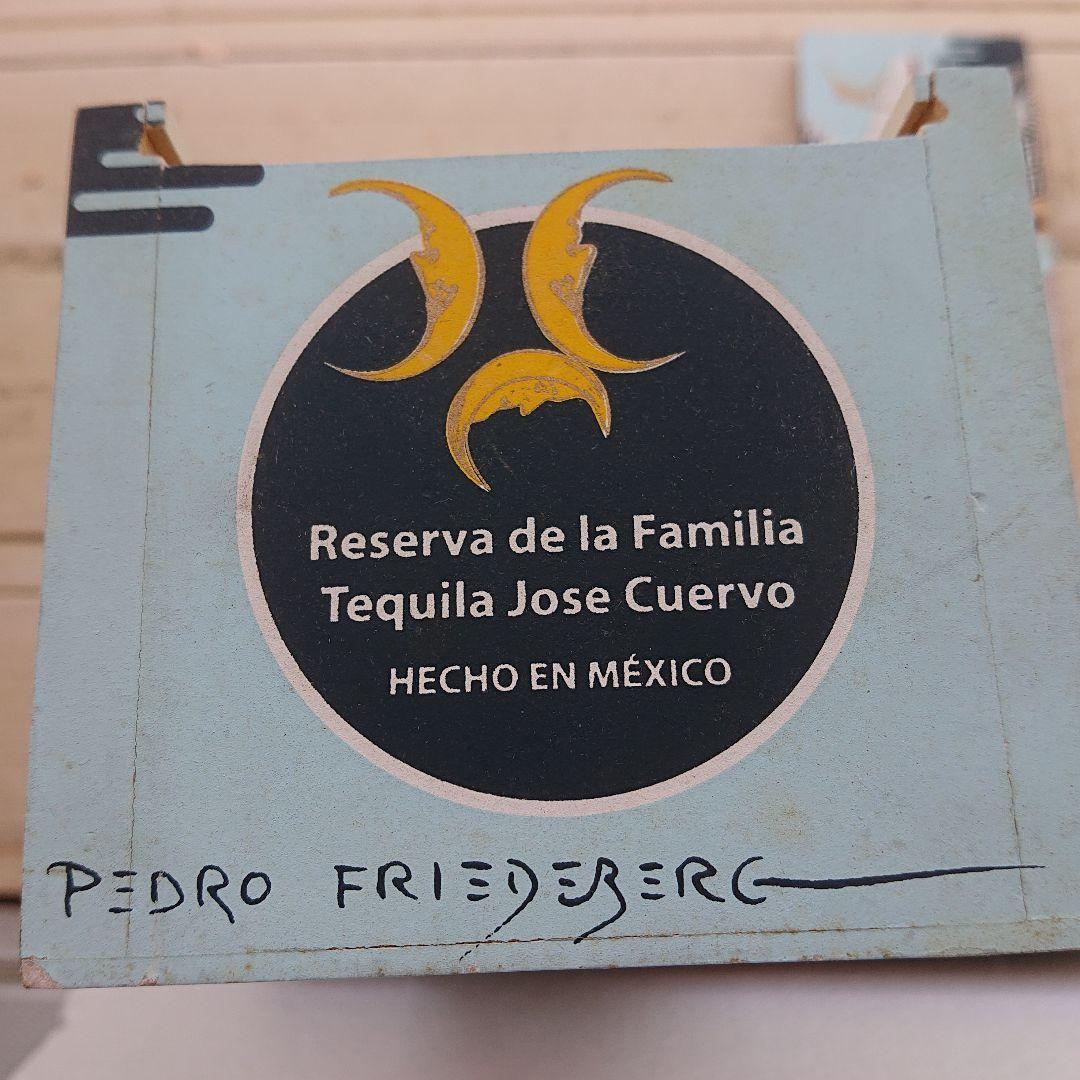 Reserva de la Familia
Tequila Jose Cuervo
HECHO EN MÉXICO
PEDRO FRIEDEBERG